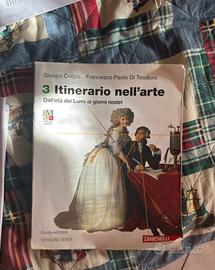 Giorgio Cricco Francesco Paolo Di Teodoro
3 Itinerario nell'arte
Dall'età dei Lumi ai giorni nostri
Quinta edizione
VERSIONE VERDE
ZANICHELLI